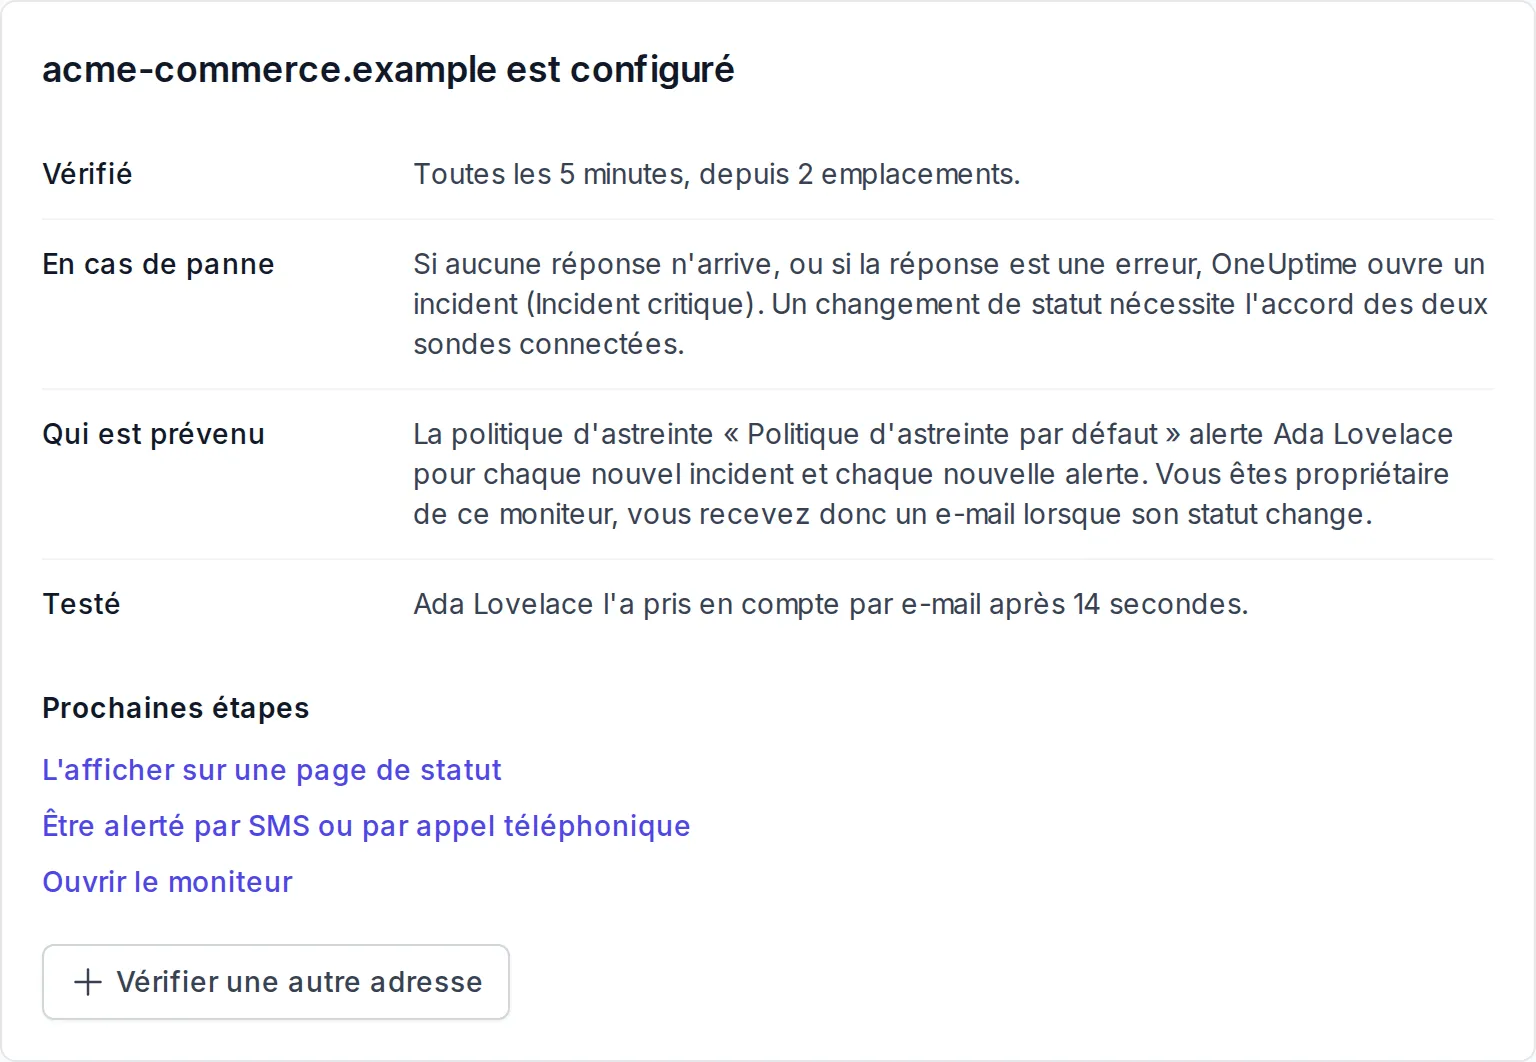 acme-commerce.example est configuré
Vérifié
Toutes les 5 minutes, depuis 2 emplacements.
En cas de panne
Si aucune réponse n'arrive, ou si la réponse est une erreur, OneUptime ouvre un
incident (Incident critique). Un changement de statut nécessite l'accord des deux
sondes connectées.
Qui est prévenu
La politique d'astreinte « Politique d'astreinte par défaut » alerte Ada Lovelace
pour chaque nouvel incident et chaque nouvelle alerte. Vous êtes propriétaire
de ce moniteur, vous recevez donc un e-mail lorsque son statut change.
Testé
Ada Lovelace l'a pris en compte par e-mail après 14 secondes.
Prochaines étapes
L'afficher sur une page de statut
Être alerté par SMS ou par appel téléphonique
Ouvrir le moniteur
Vérifier une autre adresse